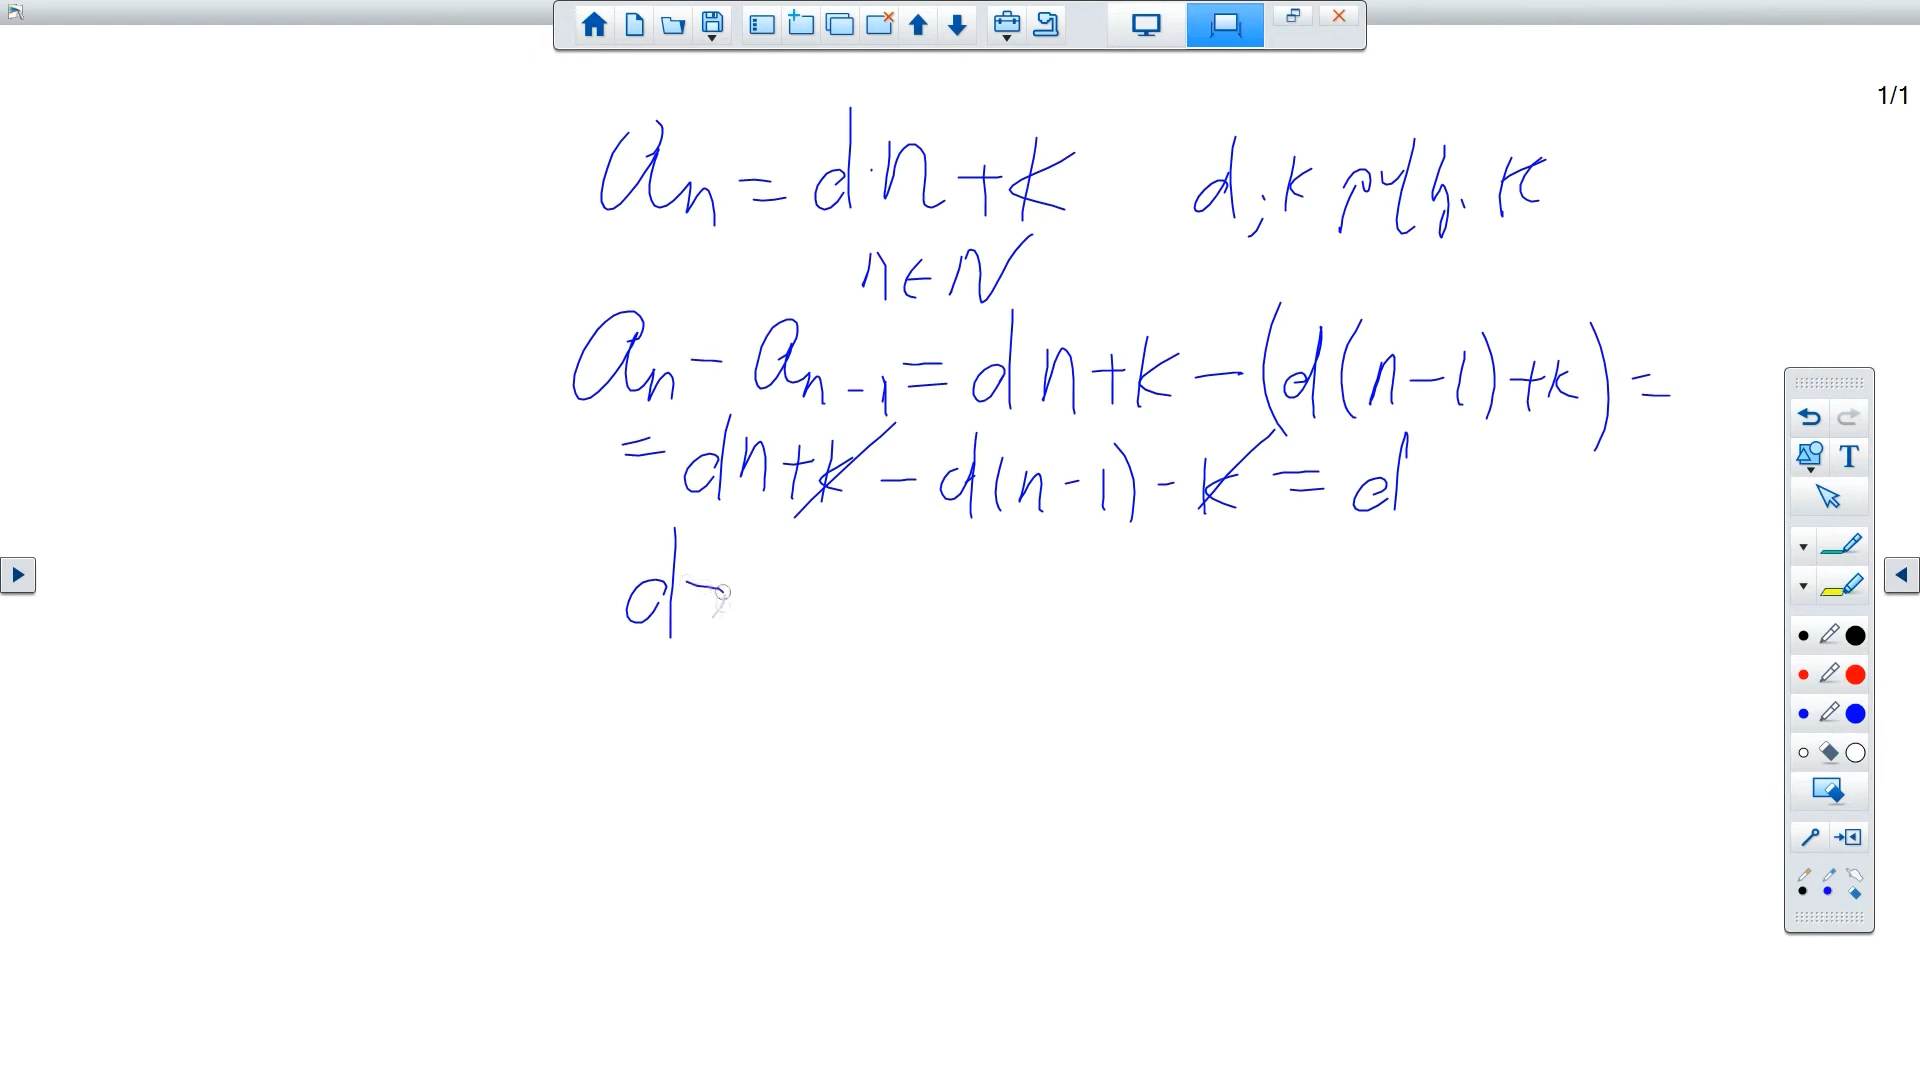 1/1
aₙ = d·n + k d; k
n ∈ N
aₙ - aₙ₋₁ = dn + k - (d(n-1) + k) =
= dn + k - d(n-1) - k = d
d
T